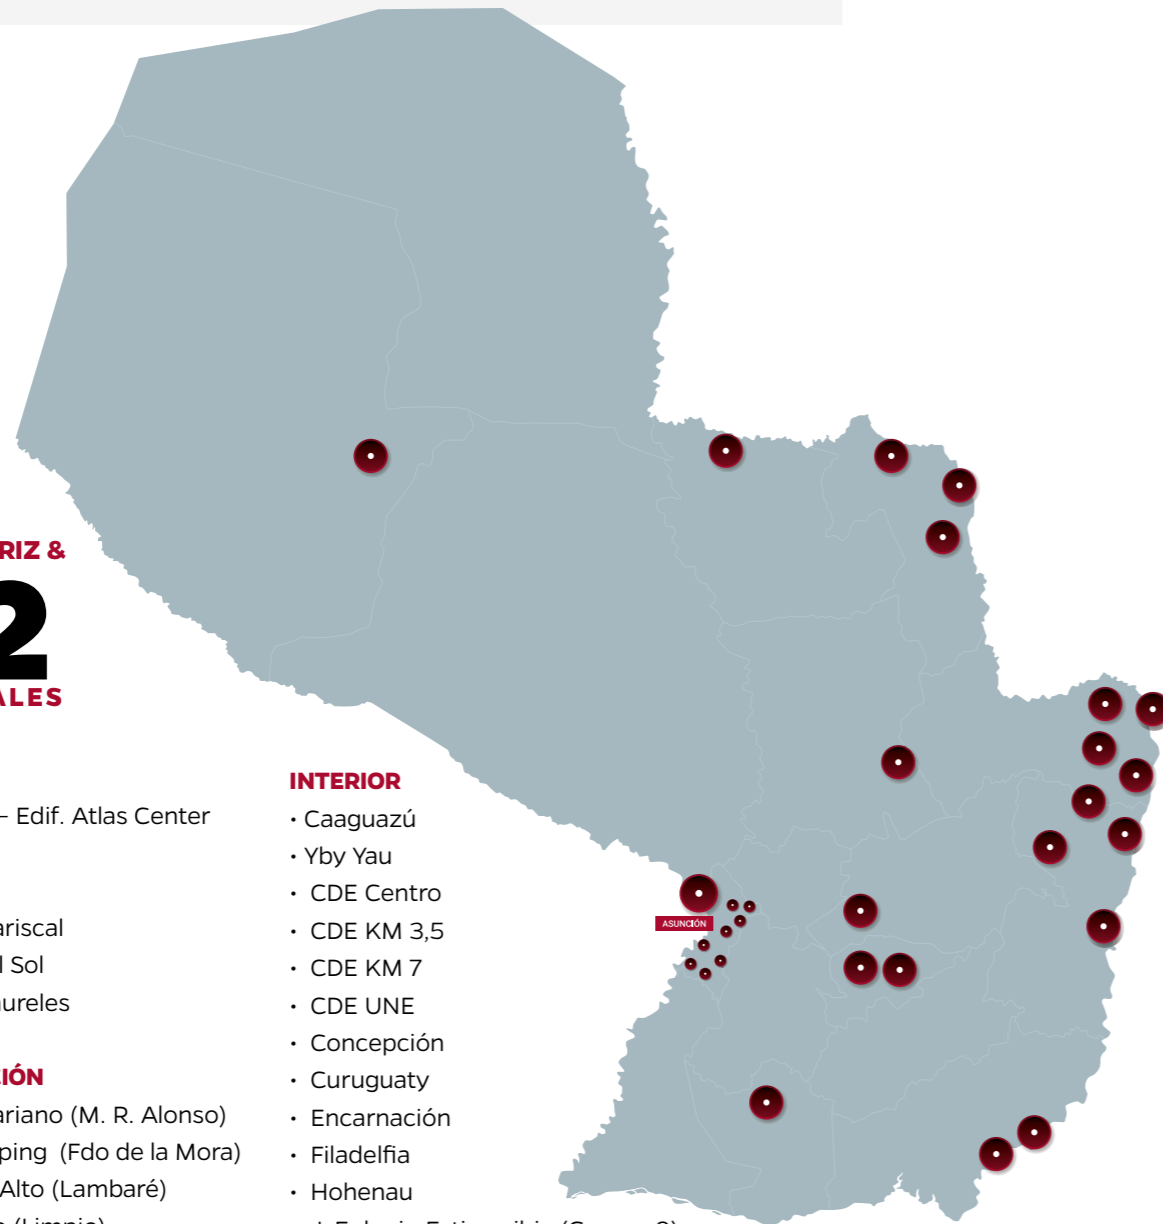 RIZ &
2
ALES
– Edif. Atlas Center
ariscal
l Sol
ureles
IÓN
ariano (M. R. Alonso)
ping (Fdo de la Mora)
Alto (Lambaré)
INTERIOR
• Caaguazú
• Yby Yau
• CDE Centro
• CDE KM 3,5
• CDE KM 7
• CDE UNE
• Concepción
• Curuguaty
• Encarnación
• Filadelfia
• Hohenau
ASUNCIÓN